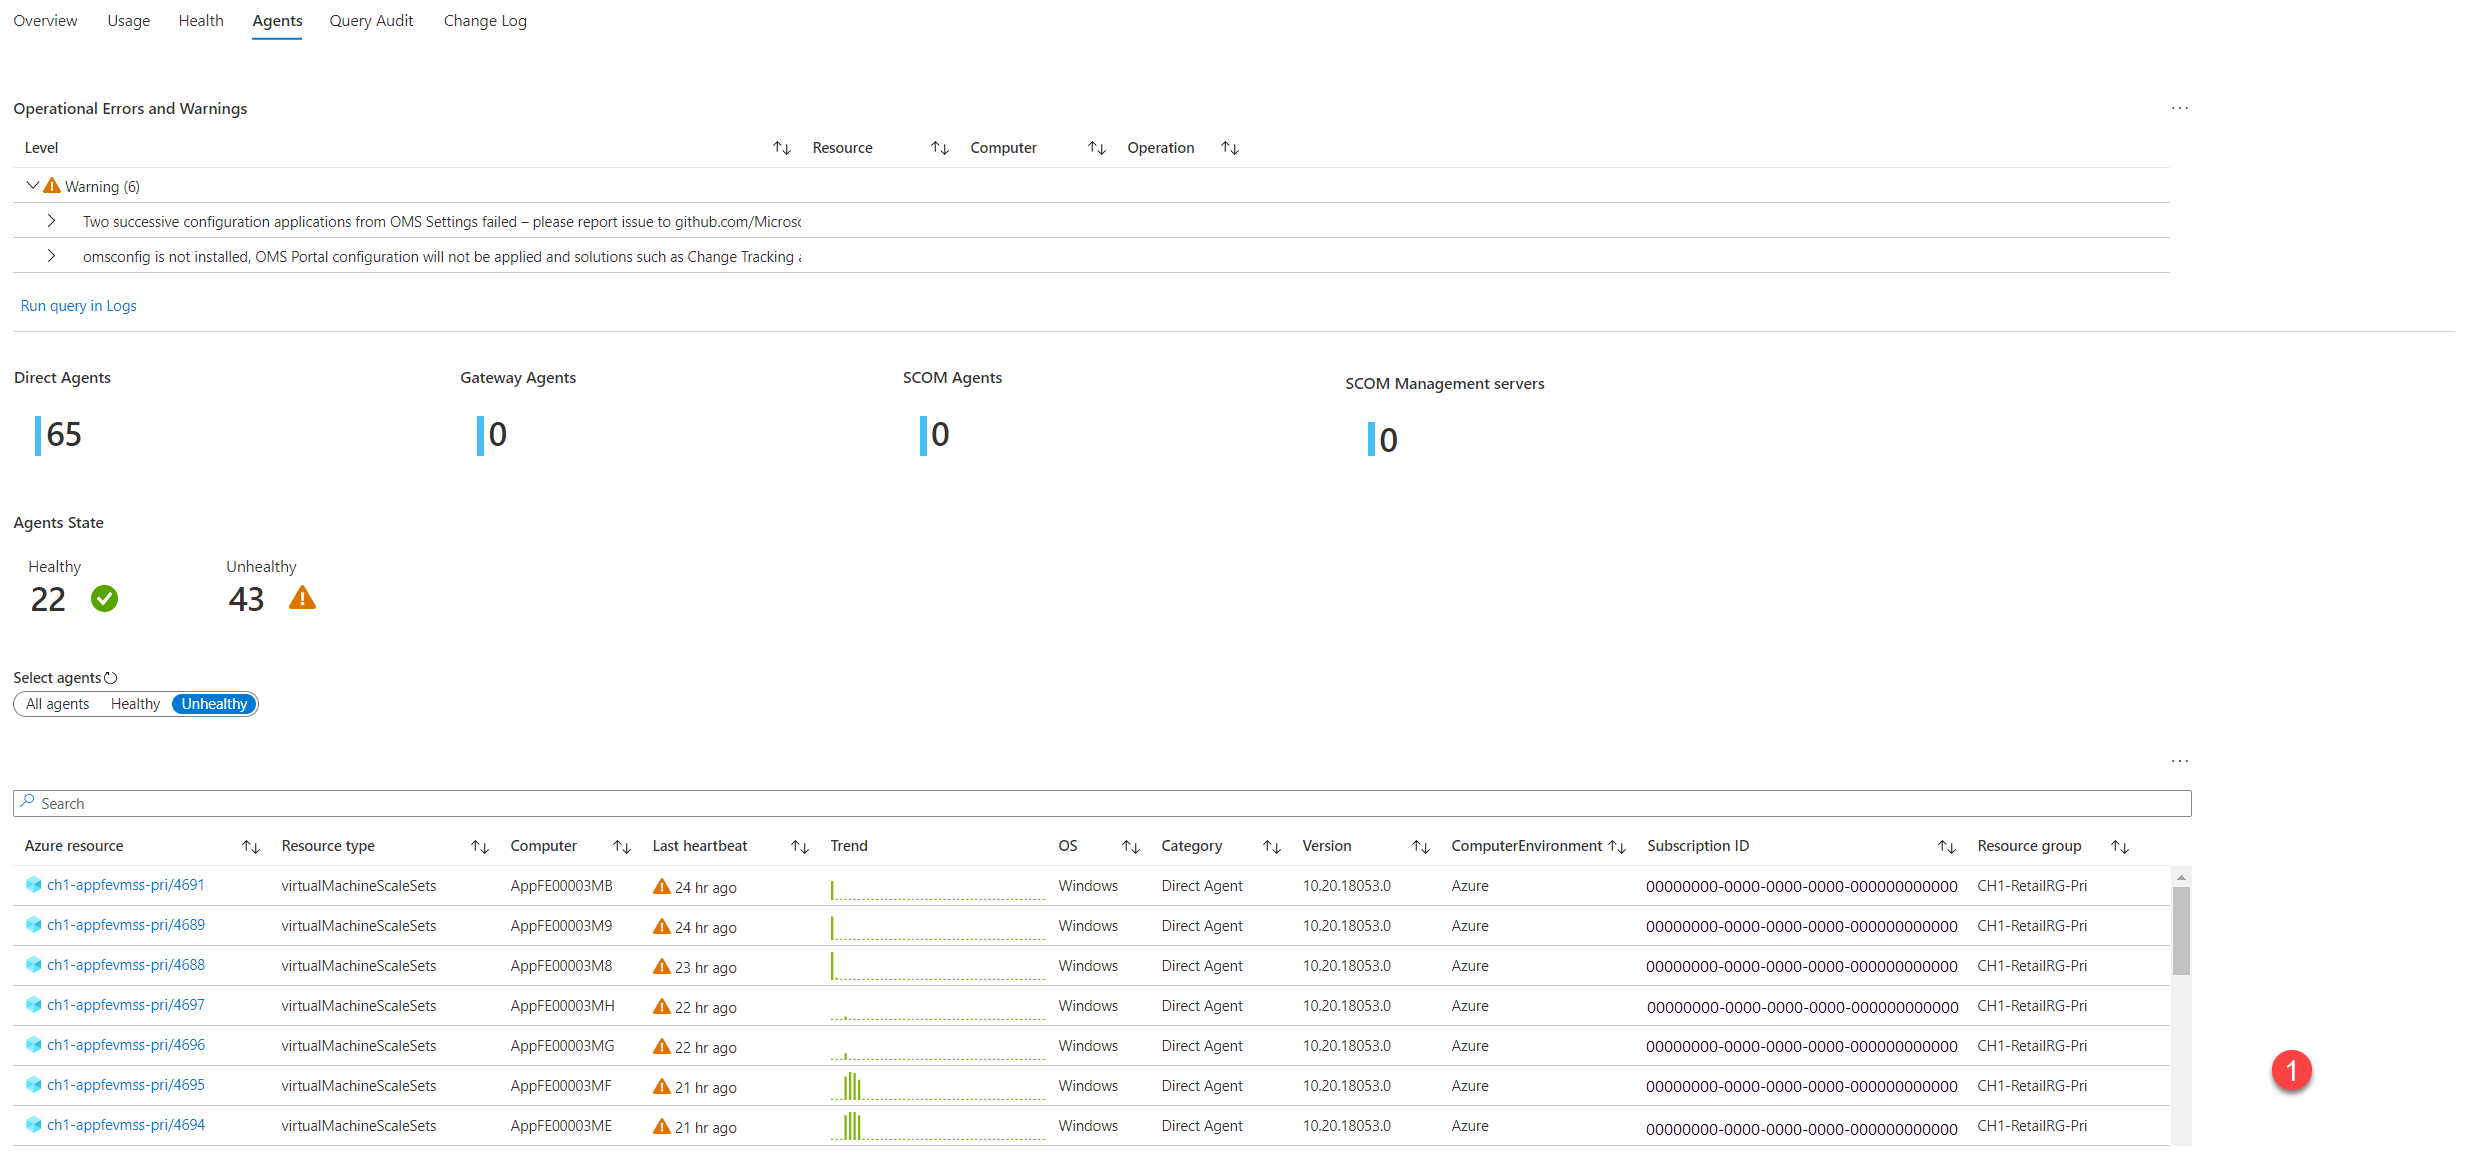 Overview Usage Health Agents Query Audit Change Log
Operational Errors and Warnings
Level Resource Computer Operation
Warning (6)
Two successive configuration applications from OMS Settings failed – please report issue to github.com/Microsc
omsconfig is not installed, OMS Portal configuration will not be applied and solutions such as Change Tracking a
Run query in Logs
Direct Agents Gateway Agents SCOM Agents SCOM Management servers
65 0 0 0
Agents State
Healthy Unhealthy
22 43
Select agents
All agents Healthy Unhealthy
Search
Azure resource Resource type Computer Last heartbeat Trend OS Category Version ComputerEnvironment Subscription ID Resource group
ch1-appfevmss-pri/4691 virtualMachineScaleSets AppFE00003MB 24 hr ago Windows Direct Agent 10.20.18053.0 Azure 00000000-0000-0000-0000-000000000000 CH1-RetailRG-Pri
ch1-appfevmss-pri/4689 virtualMachineScaleSets AppFE00003M9 24 hr ago Windows Direct Agent 10.20.18053.0 Azure 00000000-0000-0000-0000-000000000000 CH1-RetailRG-Pri
ch1-appfevmss-pri/4688 virtualMachineScaleSets AppFE00003M8 23 hr ago Windows Direct Agent 10.20.18053.0 Azure 00000000-0000-0000-0000-000000000000 CH1-RetailRG-Pri
ch1-appfevmss-pri/4697 virtualMachineScaleSets AppFE00003MH 22 hr ago Windows Direct Agent 10.20.18053.0 Azure 00000000-0000-0000-0000-000000000000 CH1-RetailRG-Pri
ch1-appfevmss-pri/4696 virtualMachineScaleSets AppFE00003MG 22 hr ago Windows Direct Agent 10.20.18053.0 Azure 00000000-0000-0000-0000-000000000000 CH1-RetailRG-Pri
ch1-appfevmss-pri/4695 virtualMachineScaleSets AppFE00003MF 21 hr ago Windows Direct Agent 10.20.18053.0 Azure 00000000-0000-0000-0000-000000000000 CH1-RetailRG-Pri
1
ch1-appfevmss-pri/4694 virtualMachineScaleSets AppFE00003ME 21 hr ago Windows Direct Agent 10.20.18053.0 Azure 00000000-0000-0000-0000-000000000000 CH1-RetailRG-Pri